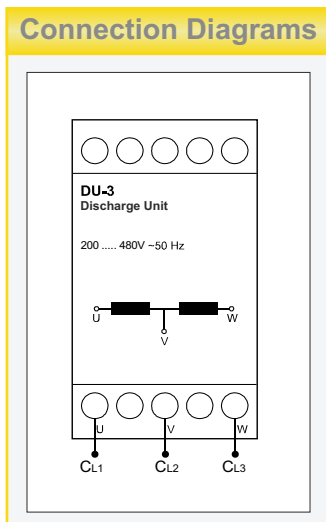 Connection Diagrams
DU-3
Discharge Unit
200 ..... 480V ~50 Hz
U W
V
U V W
CL1 CL2 CL3